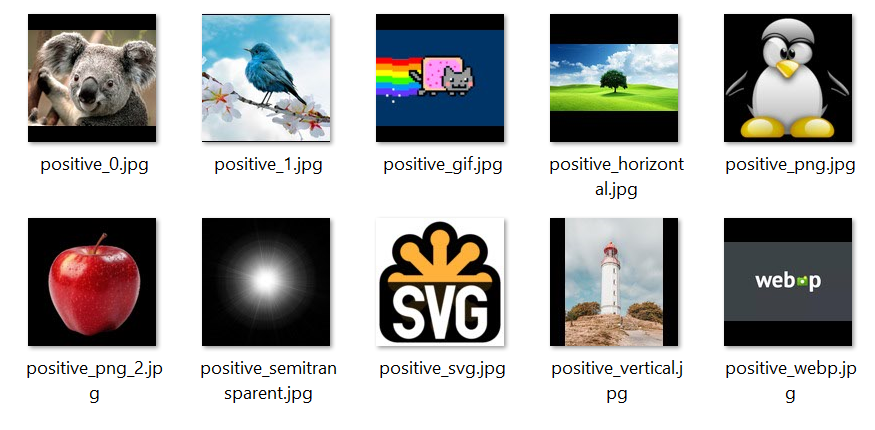 positive_0.jpg
positive_1.jpg
positive_gif.jpg
positive_horizont
al.jpg
positive_png.jpg
SVG
webp
positive_png_2.jp
g
positive_semitran
sparent.jpg
positive_svg.jpg
positive_vertical.j
pg
positive_webp.jp
g